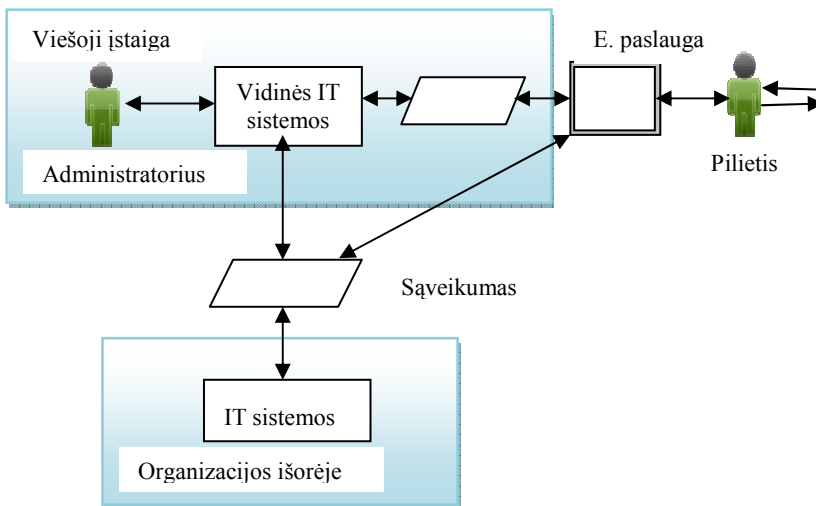 Viešoji įstaiga
E. paslauga
Vidinės IT
sistemos
Administratorius
Pilietis
Sąveikumas
IT sistemos
Organizacijos išorėje